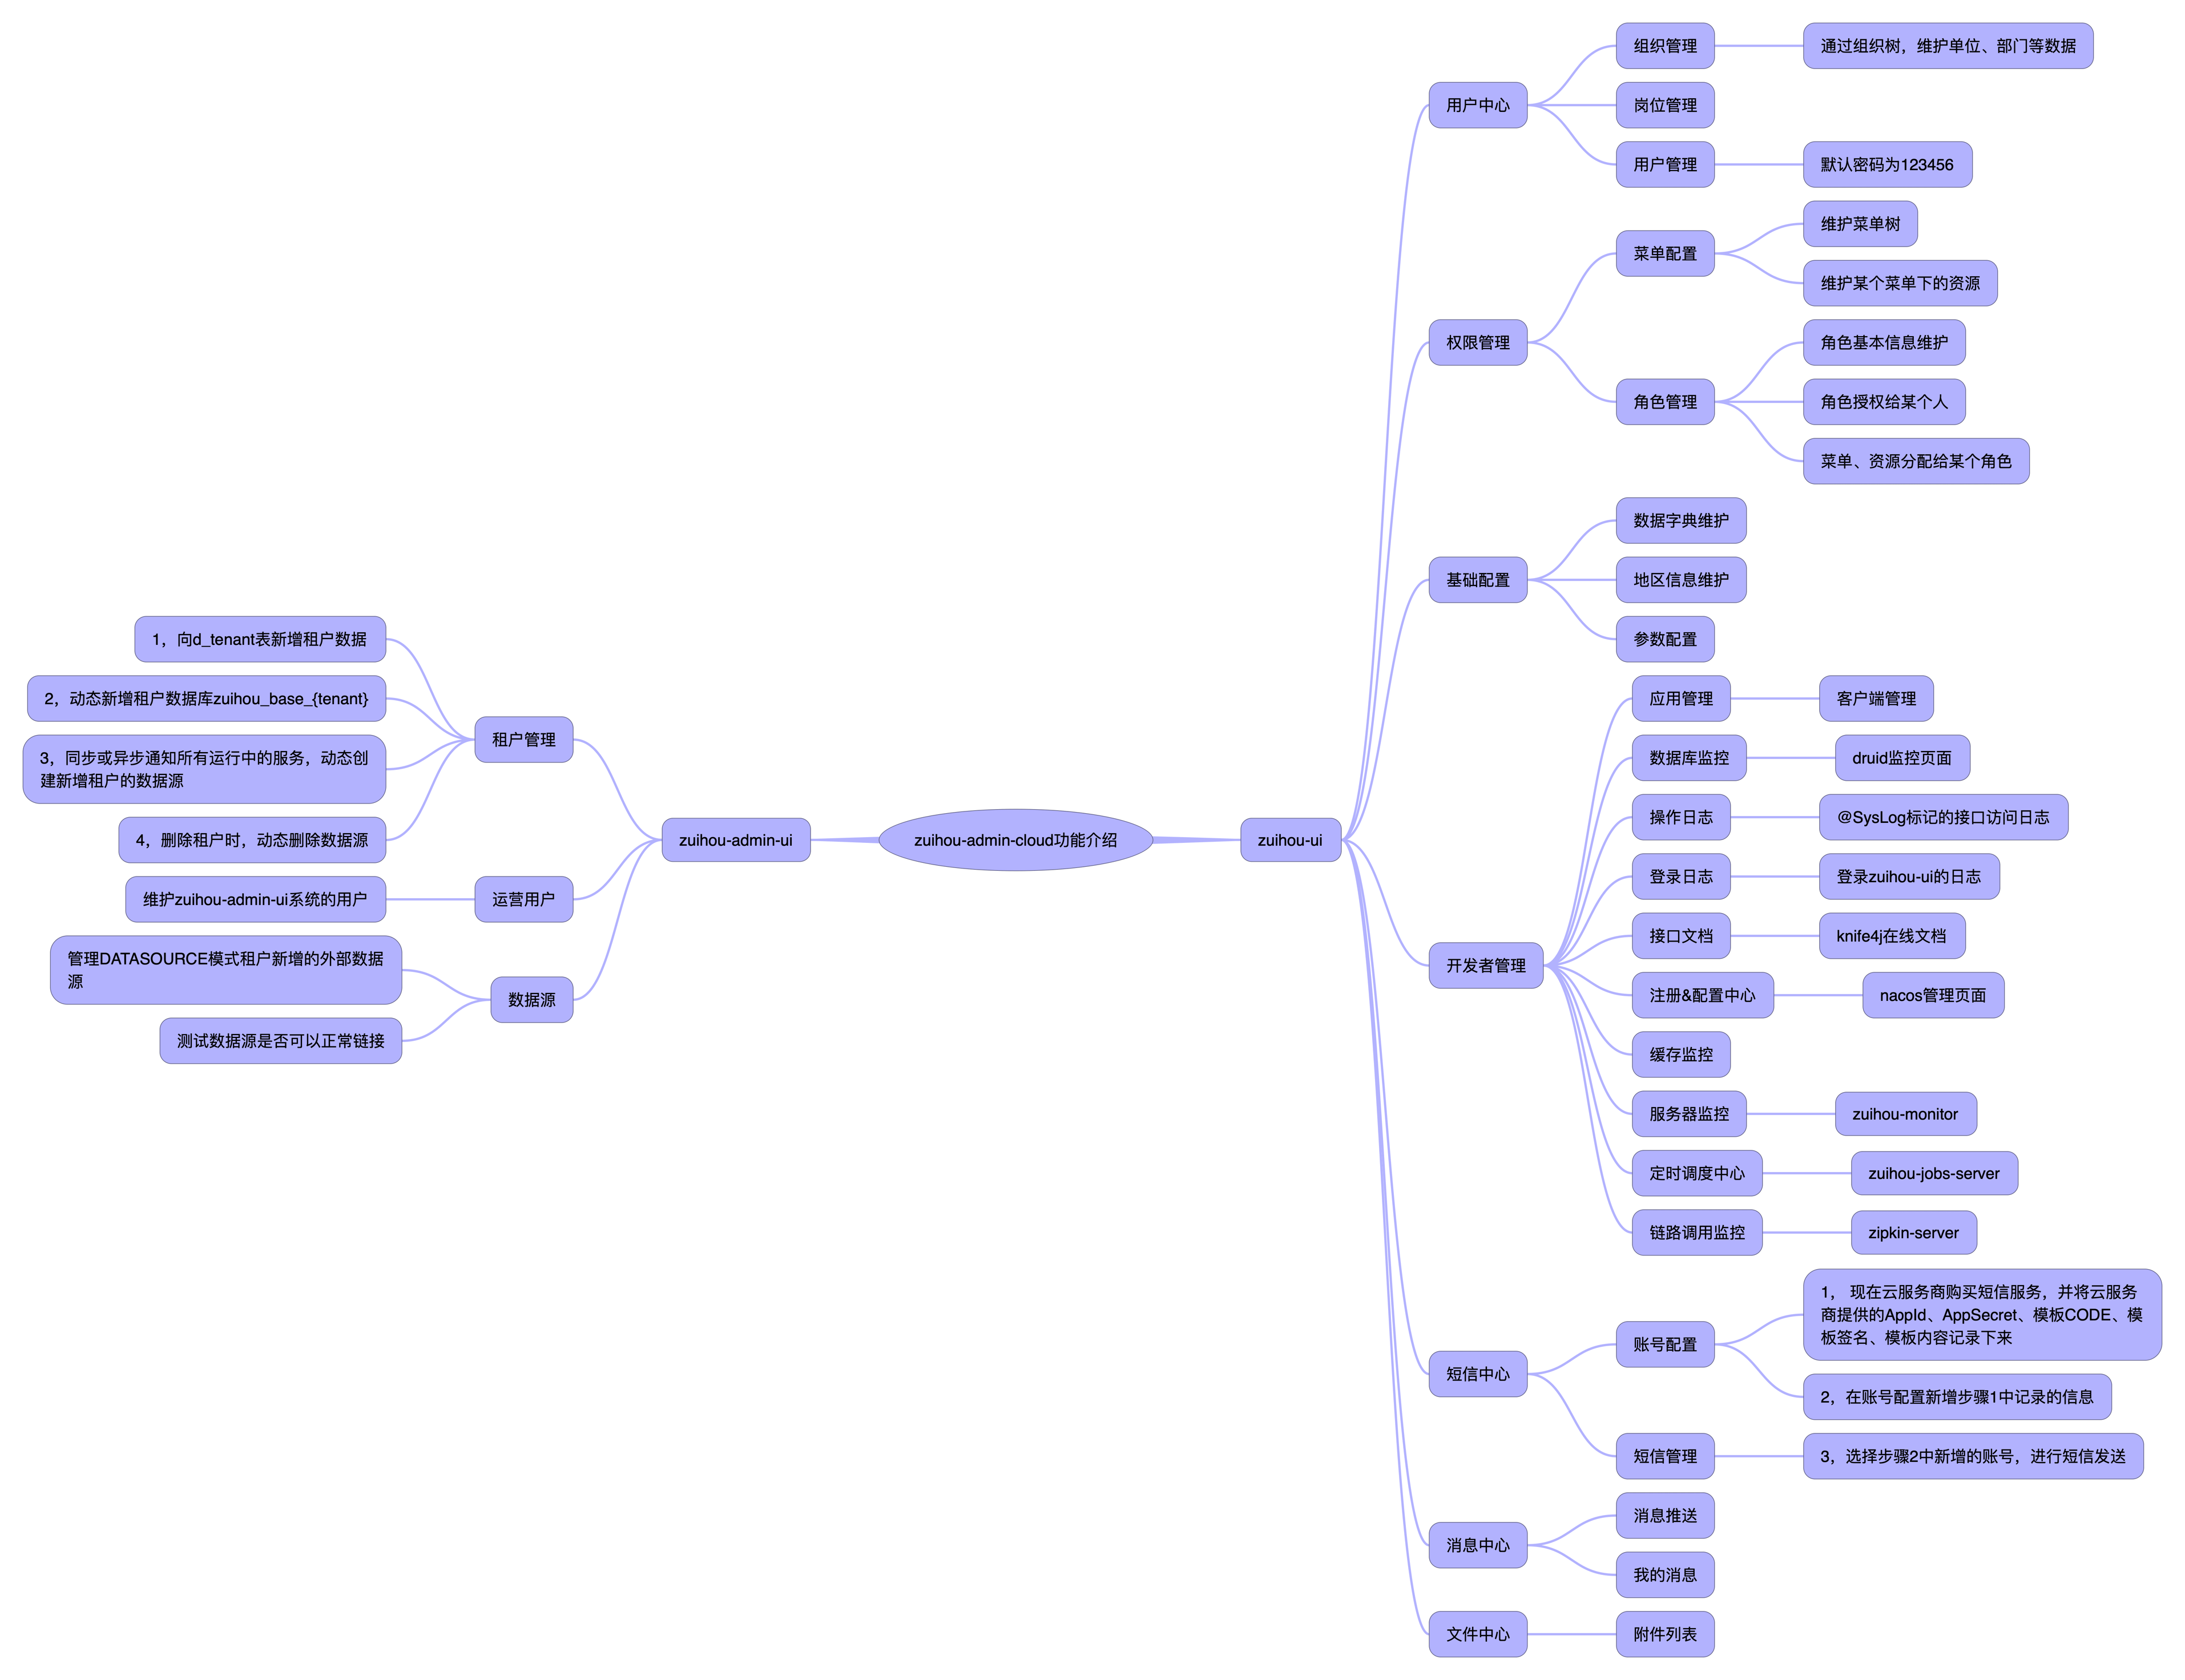 zuihou-admin-cloud功能介绍
zuihou-admin-ui
租户管理
1，向d_tenant表新增租户数据
2，动态新增租户数据库zuihou_base_{tenant}
3，同步或异步通知所有运行中的服务，动态创
建新增租户的数据源
4，删除租户时，动态删除数据源
运营用户
维护zuihou-admin-ui系统的用户
数据源
管理DATASOURCE模式租户新增的外部数据
源
测试数据源是否可以正常链接
zuihou-ui
用户中心
组织管理
通过组织树，维护单位、部门等数据
岗位管理
用户管理
默认密码为123456
权限管理
菜单配置
维护菜单树
维护某个菜单下的资源
角色管理
角色基本信息维护
角色授权给某个人
菜单、资源分配给某个角色
基础配置
数据字典维护
地区信息维护
参数配置
开发者管理
应用管理
客户端管理
数据库监控
druid监控页面
操作日志
@SysLog标记的接口访问日志
登录日志
登录zuihou-ui的日志
接口文档
knife4j在线文档
注册&配置中心
nacos管理页面
缓存监控
服务器监控
zuihou-monitor
定时调度中心
zuihou-jobs-server
链路调用监控
zipkin-server
短信中心
账号配置
1， 现在云服务商购买短信服务，并将云服务
商提供的AppId、AppSecret、模板CODE、模
板签名、模板内容记录下来
2，在账号配置新增步骤1中记录的信息
短信管理
3，选择步骤2中新增的账号，进行短信发送
消息中心
消息推送
我的消息
文件中心
附件列表